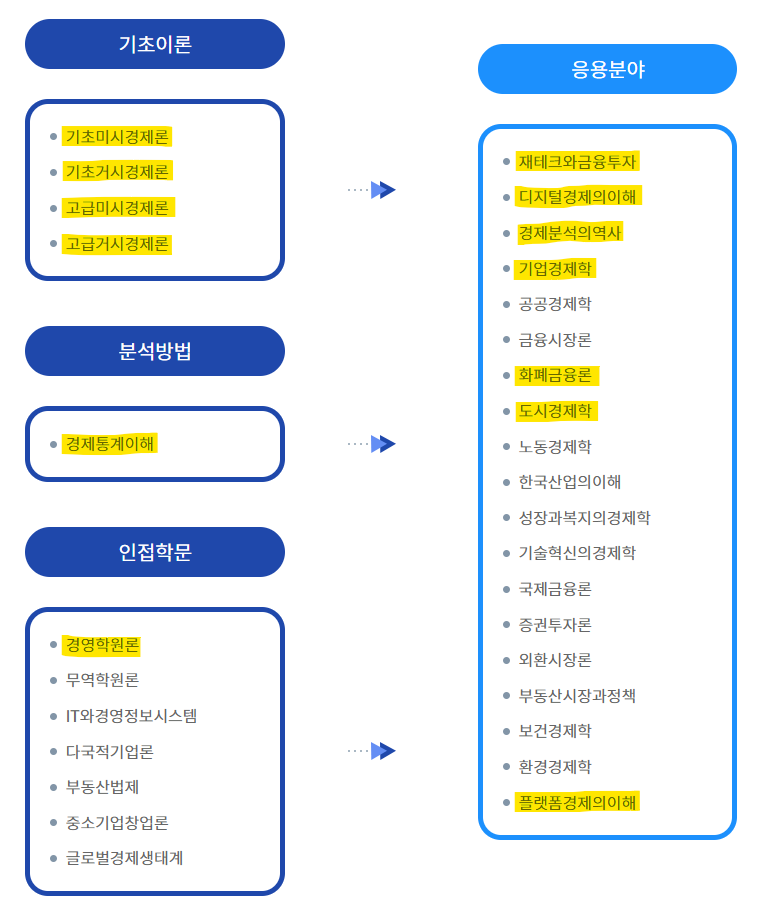 기초이론
기초미시경제론
기초거시경제론
고급미시경제론
고급거시경제론
분석방법
경제통계이해
인접학문
경영학원론
무역학원론
IT와경영정보시스템
다국적기업론
부동산법제
중소기업창업론
글로벌경제생태계
응용분야
재테크와금융투자
디지털경제의이해
경제분석의역사
기업경제학
공공경제학
금융시장론
화폐금융론
도시경제학
노동경제학
한국산업의이해
성장과복지의경제학
기술혁신의경제학
국제금융론
증권투자론
외환시장론
부동산시장과정책
보건경제학
환경경제학
플랫폼경제의이해